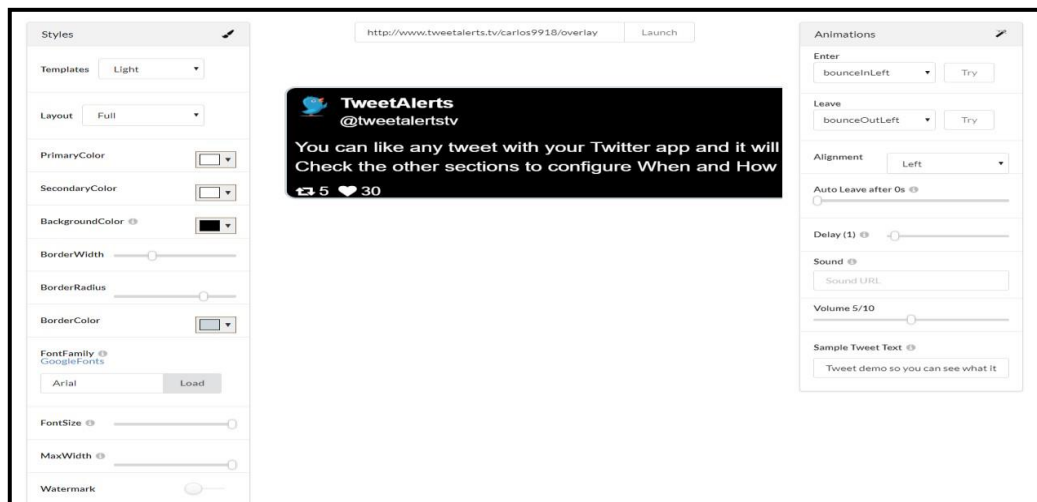 Styles
Templates Light
Layout Full
PrimaryColor
SecondaryColor
BackgroundColor
BorderWidth
BorderRadius
BorderColor
FontFamily
GoogleFonts
Arial Load
FontSize
MaxWidth
Watermark
http://www.tweetalerts.tv/carlos9918/overlay Launch
TweetAlerts
@tweetalertstv
You can like any tweet with your Twitter app and it will
Check the other sections to configure When and How
5 30
Animations
Enter
bounceInLeft Try
Leave
bounceOutLeft Try
Alignment Left
Auto Leave after 0s
Delay (1)
Sound
Sound URL
Volume 5/10
Sample Tweet Text
Tweet demo so you can see what it